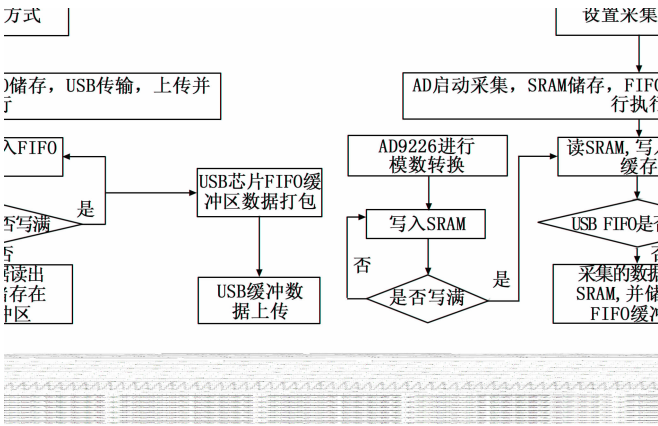 方式
设置采集
储存，USB传输，上传并
行
AD启动采集，SRAM储存，FIFO
行执行
入FIFO
AD9226进行
模数转换
读SRAM,写入
缓存
USB芯片FIFO缓
冲区数据打包
是
否写满
写入SRAM
USB FIFO是否
否
否
据读出
储存在
冲区
USB缓冲数
据上传
否
是否写满
是
采集的数据
SRAM,并储
FIFO缓冲